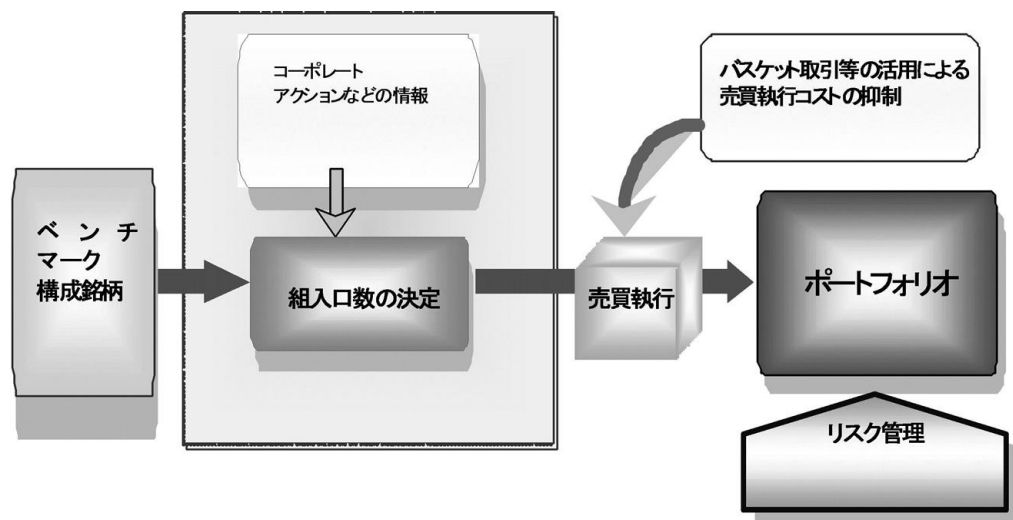 コーポレート
アクションなどの情報
バスケット取引等の活用による
売買執行コストの抑制
ベンチ
マーク
構成銘柄
組入口数の決定
売買執行
ポートフォリオ
リスク管理